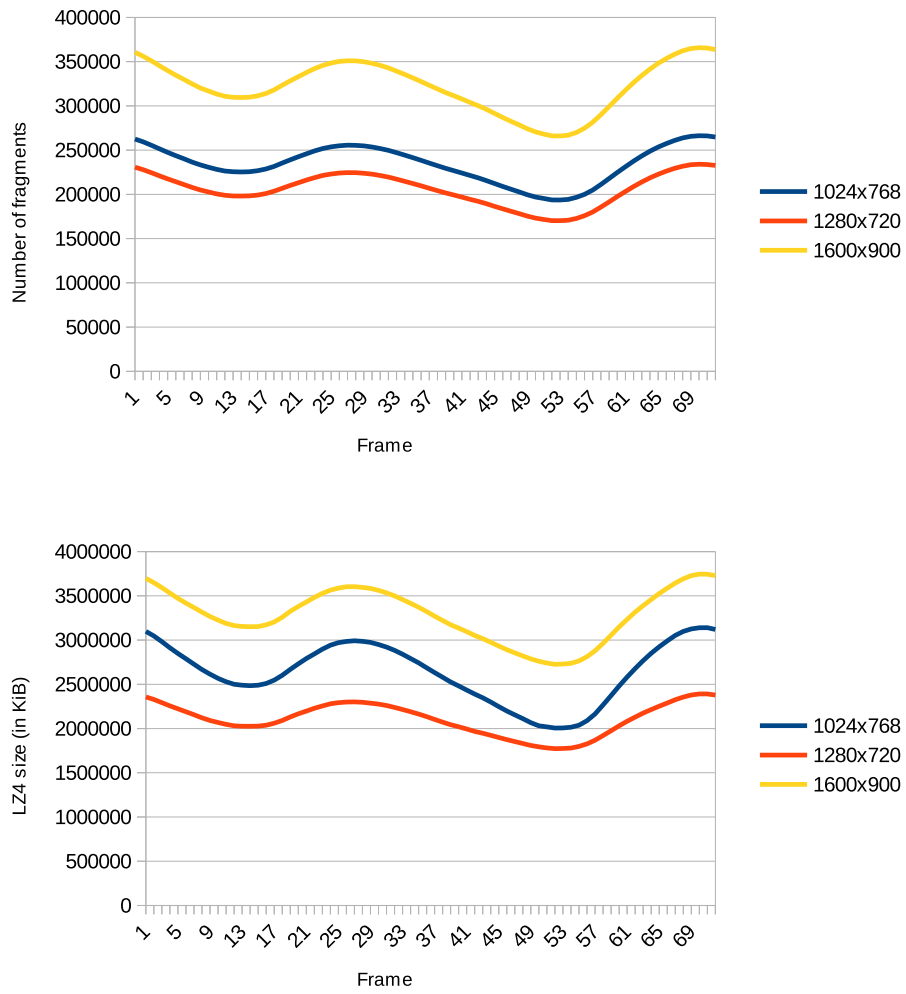 Number of fragments
400000
350000
300000
250000
200000
150000
100000
50000
0
1 5 9 13 17 21 25 29 33 37 41 45 49 53 57 61 65 69
Frame
1024x768
1280x720
1600x900
LZ4 size (in KiB)
4000000
3500000
3000000
2500000
2000000
1500000
1000000
500000
0
1 5 9 13 17 21 25 29 33 37 41 45 49 53 57 61 65 69
Frame
1024x768
1280x720
1600x900